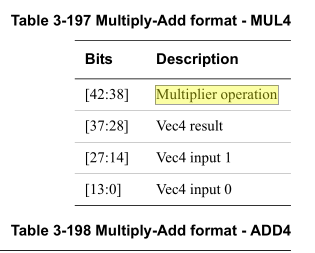 Table 3-197 Multiply-Add format - MUL4
Bits Description
[42:38] Multiplier operation
[37:28] Vec4 result
[27:14] Vec4 input 1
[13:0] Vec4 input 0
Table 3-198 Multiply-Add format - ADD4